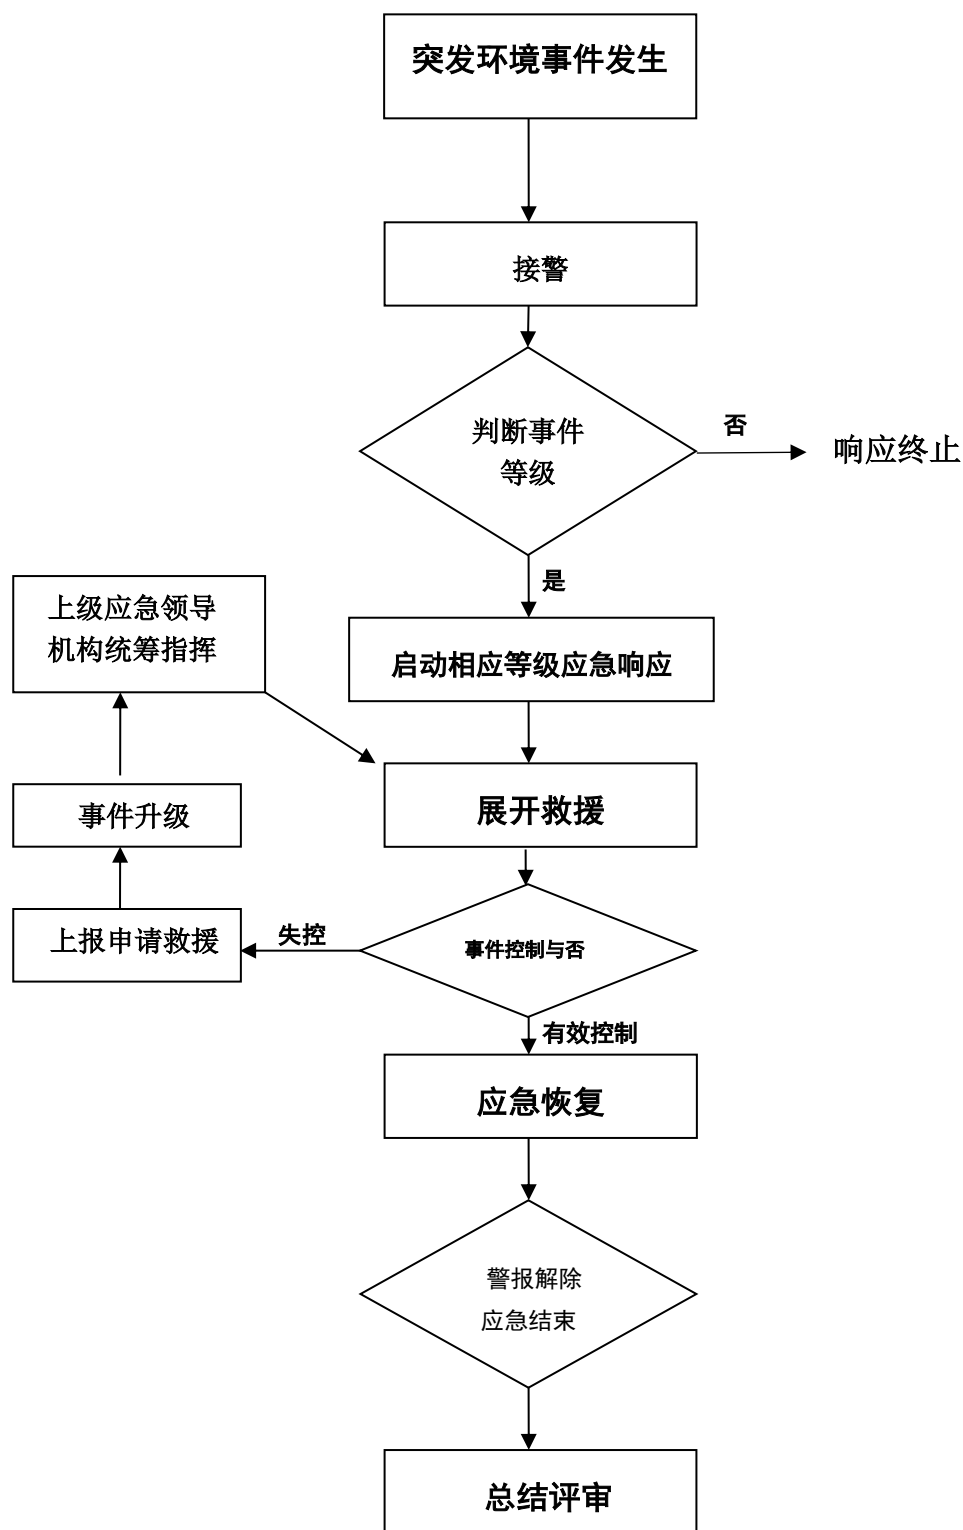 突发环境事件发生
接警
判断事件
等级
否
响应终止
是
上级应急领导
机构统筹指挥
启动相应等级应急响应
展开救援
事件升级
上报申请救援
失控
事件控制与否
有效控制
应急恢复
警报解除
应急结束
总结评审